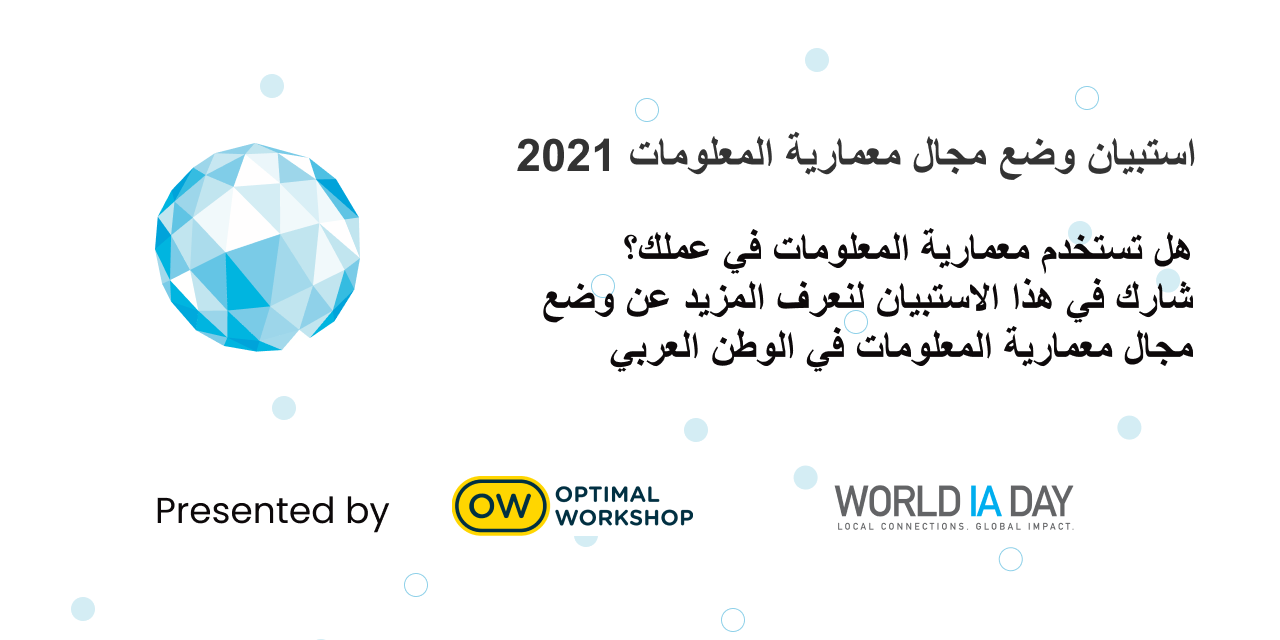 استبيان وضع مجال معمارية المعلومات 2021
هل تستخدم معمارية المعلومات في عملك؟
شارك في هذا الاستبيان لنعرف المزيد عن وضع
مجال معمارية المعلومات في الوطن العربي
Presented by
OW OPTIMAL
WORKSHOP
WORLD IA DAY
LOCAL CONNECTIONS. GLOBAL IMPACT.